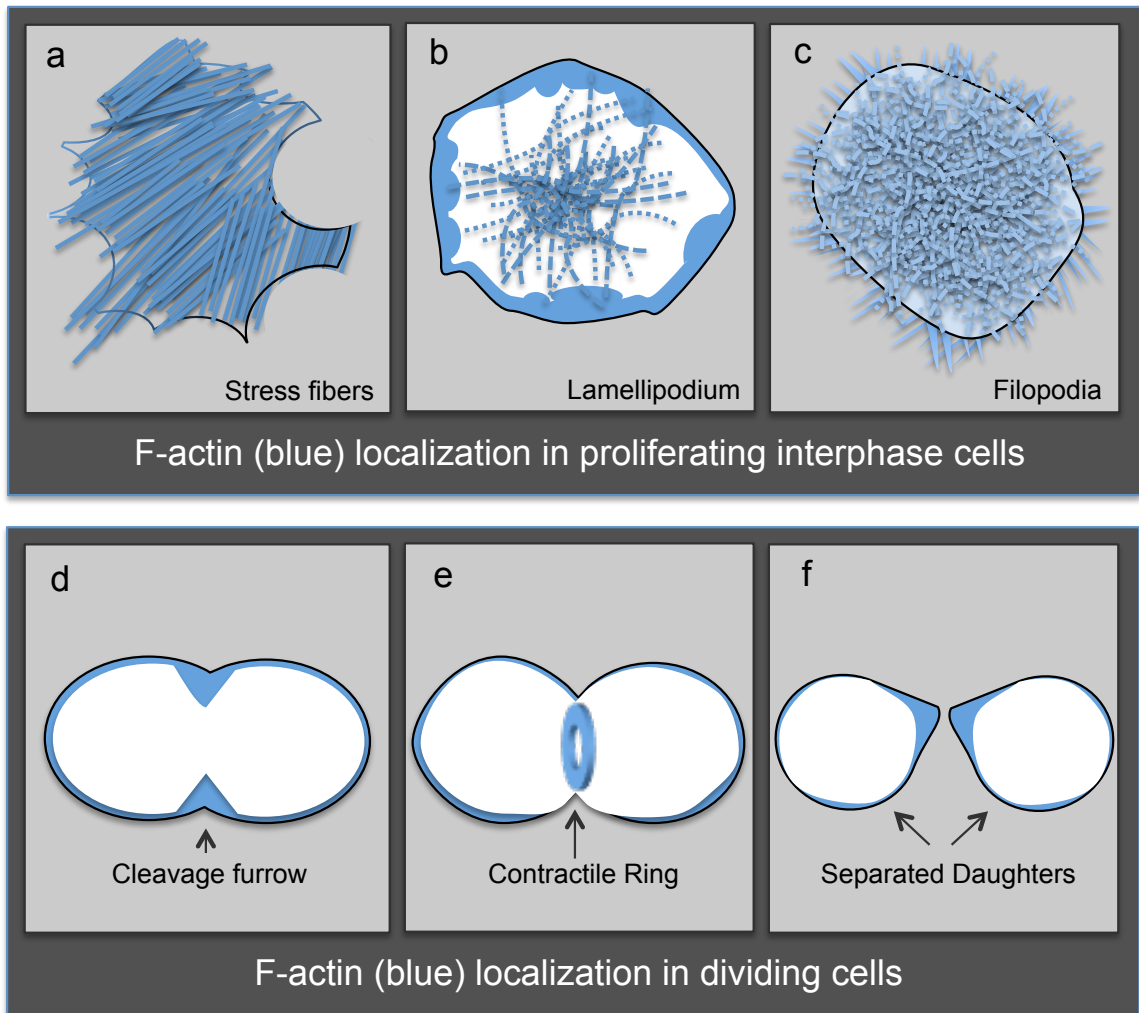 a
b
c
Stress fibers
Lamellipodium
Filopodia
F-actin (blue) localization in proliferating interphase cells
d
e
f
Cleavage furrow
Contractile Ring
Separated Daughters
F-actin (blue) localization in dividing cells